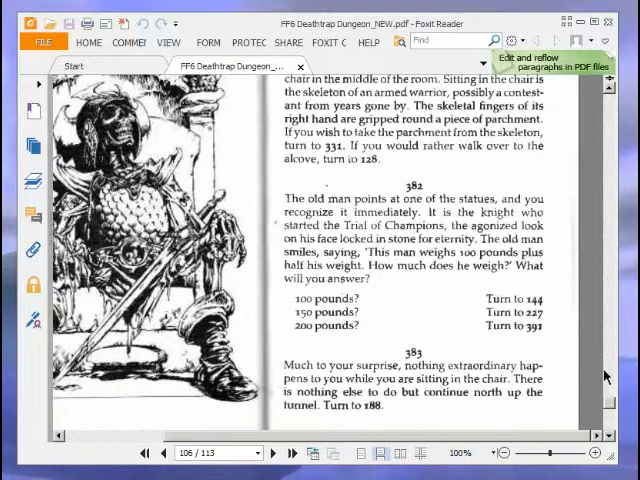 FF6 Deathtrap Dungeon_NEW.pdf - Foxit Reader
FILE HOME COMMEI VIEW FORM PROTEC SHARE FOXIT C HELP Find
Edit and reflow
paragraphs in PDF files
Start FF6 Deathtrap Dungeon_...
chair in the middle of the room. Sitting in the chair is
the skeleton of an armed warrior, possibly a contest-
ant from years gone by. The skeletal fingers of its
right hand are gripped round a piece of parchment.
If you wish to take the parchment from the skeleton,
turn to 331. If you would rather walk over to the
alcove, turn to 128.
382
The old man points at one of the statues, and you
recognize it immediately. It is the knight who
started the Trial of Champions, the agonized look
on his face locked in stone for eternity. The old man
smiles, saying, 'This man weighs 100 pounds plus
half his weight. How much does he weigh?' What
will you answer?
100 pounds? Turn to 144
150 pounds? Turn to 227
200 pounds? Turn to 391
383
Much to your surprise, nothing extraordinary hap-
pens to you while you are sitting in the chair. There
is nothing else to do but continue north up the
tunnel. Turn to 188.
106 / 113 100%